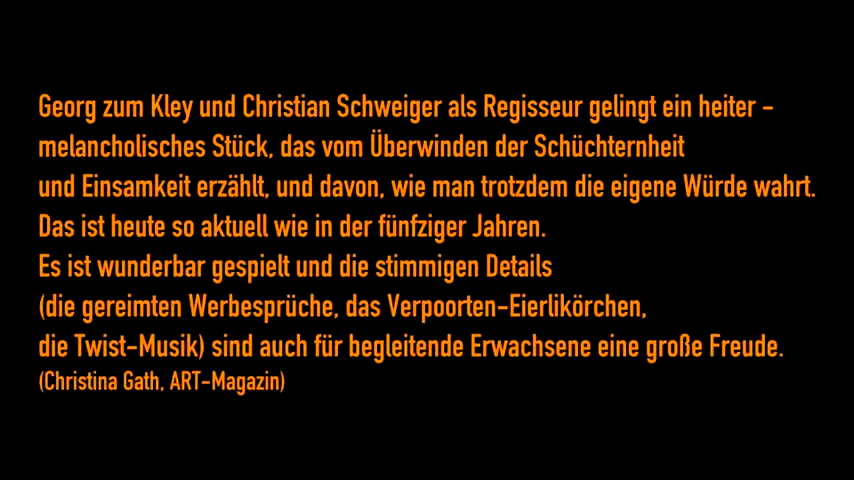 Georg zum Kley und Christian Schweiger als Regisseur gelingt ein heiter -
melancholisches Stück, das vom Überwinden der Schüchternheit
und Einsamkeit erzählt, und davon, wie man trotzdem die eigene Würde wahrt.
Das ist heute so aktuell wie in der fünfziger Jahren.
Es ist wunderbar gespielt und die stimmigen Details
(die gereimten Werbesprüche, das Verpoorten-Eierlikörchen,
die Twist-Musik) sind auch für begleitende Erwachsene eine große Freude.
(Christina Gath, ART-Magazin)